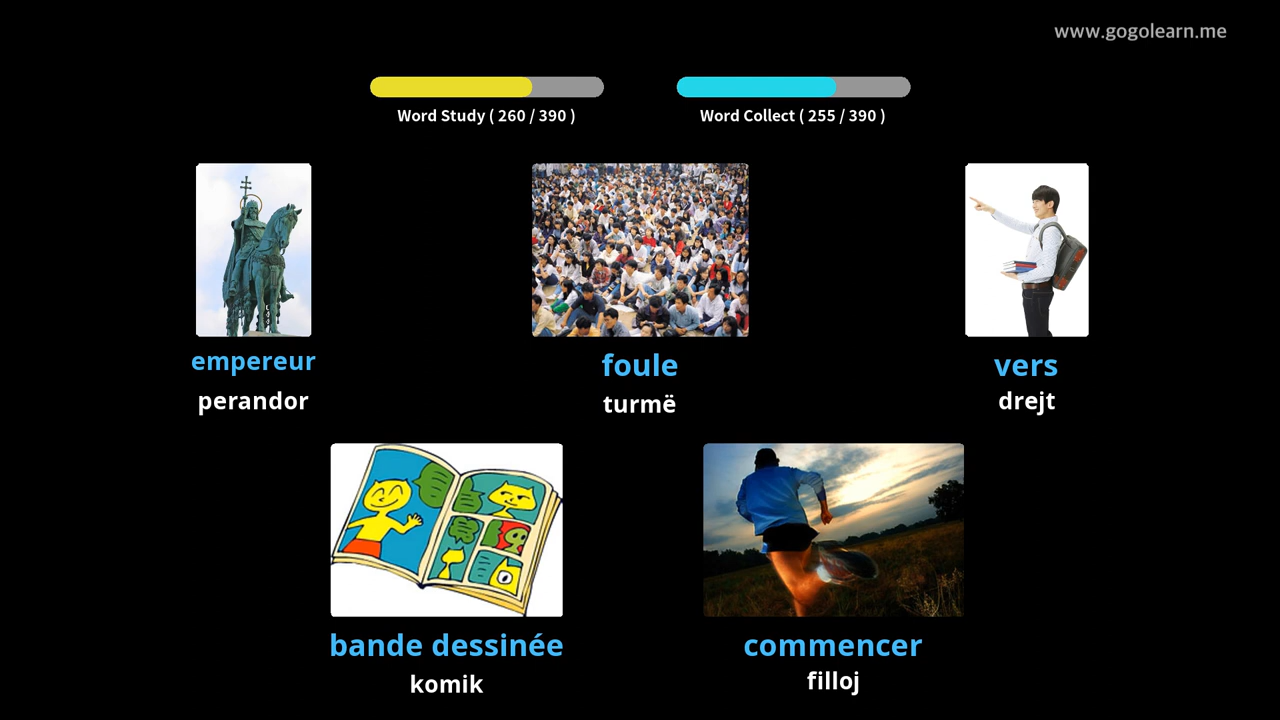 www.gogolearn.me
Word Study ( 260 / 390 )
Word Collect ( 255 / 390 )
empereur
perandor
foule
turmë
vers
drejt
bande dessinée
komik
commencer
filloj